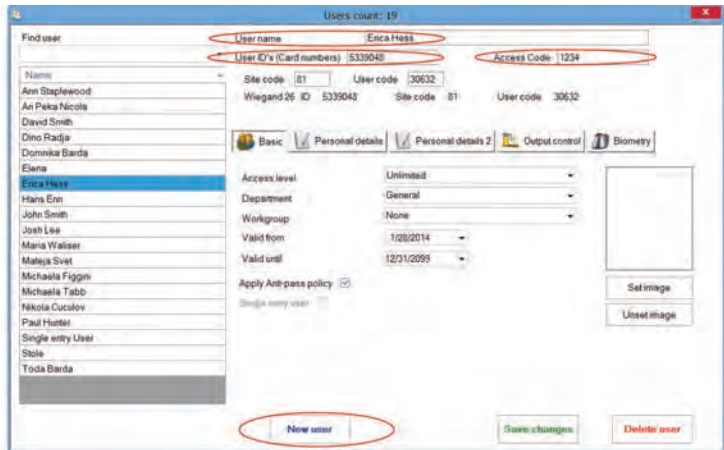 Users count: 19
Find user
User name Erica Hess
User ID's (Card numbers) 5339048 Access Code 1234
Name
Site code 81 User code 30632
Wiegand 26 ID 5339048 Site code 81 User code 30632
Ann Staplewood
Ari Peka Nicola
David Smith
Dino Radja
Domnika Barda
Elena
Erica Hess
Hans Enn
John Smith
Josh Lee
Maria Waliser
Mateja Svet
Michaela Figgini
Michaela Tabb
Nikola Cuculov
Paul Hunter
Single entry User
Stole
Toda Barda
Basic Personal details Personal details 2 Output control Biometry
Access level Unlimited
Department General
Workgroup None
Valid from 1/28/2014
Valid until 12/31/2099
Apply Anti-pass policy
Single entry user
Set image
Unset image
New user Save changes Delete user